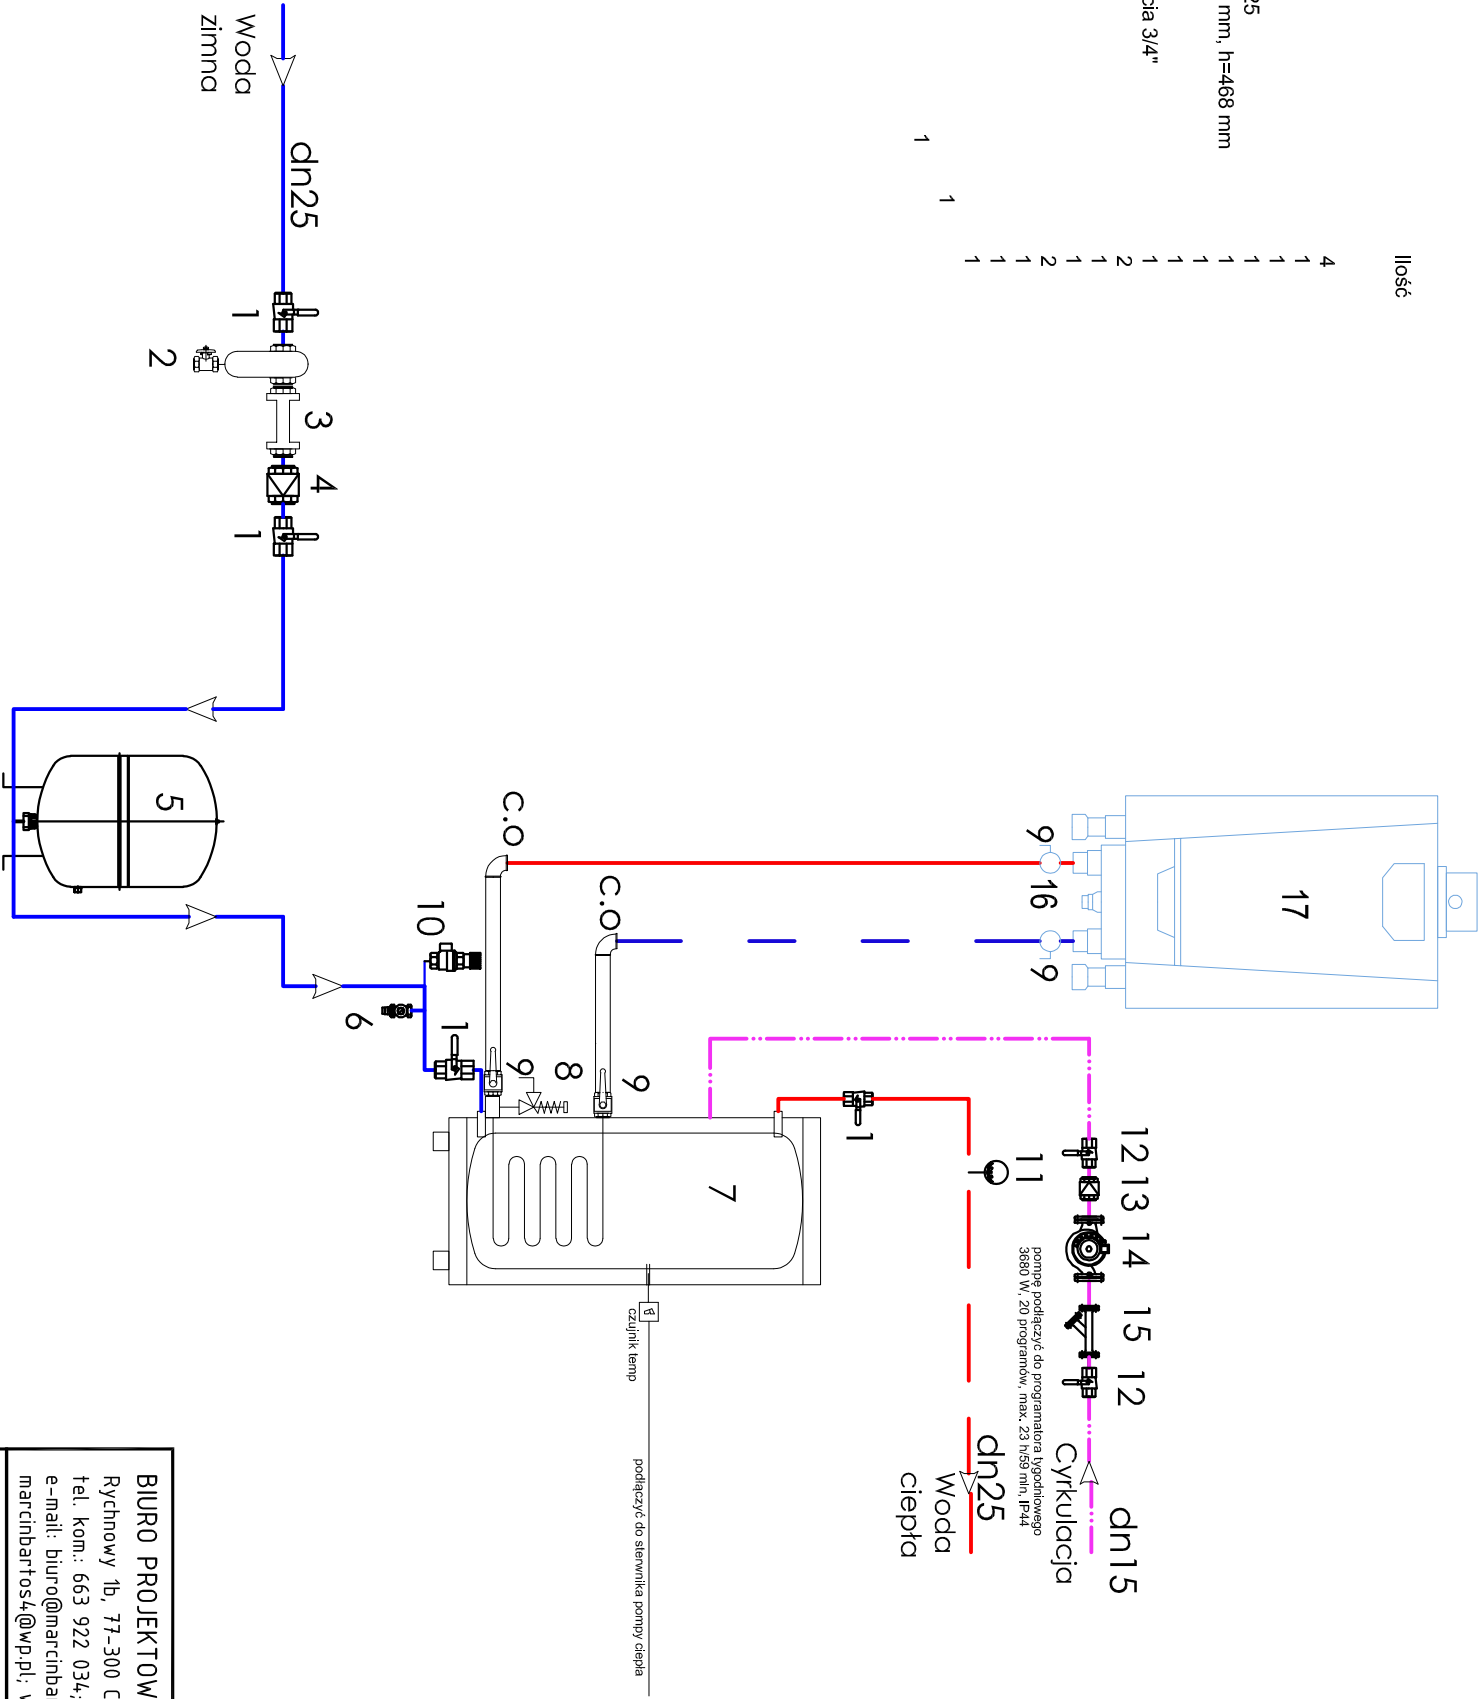 Ilość
25
mm, h=468 mm
cia 3/4"
4
1
1
1
1
1
1
1
2
1
1
2
1
1
1
1
1
Cyrkulacja
dn15
12
13
14
15
12
pompę podłączyć do programatora tygodniowego
3680 W, 20 programów, max. 23 h/59 min, IP44
17
9
16
9
11
dn25
Woda
ciepła
1
7
9
8
9
c.o
c.o
czujnik temp
podłączyć do sterwnika pompy ciepła
10
1
6
Woda
zimna
dn25
1
2
3
4
1
5
BIURO PROJEKTOW
Rychnowy 1b, 77-300 C
tel. kom.: 663 922 034;
e-mail: biuro@marcinbar
marcinbartos4@wp.pl; w